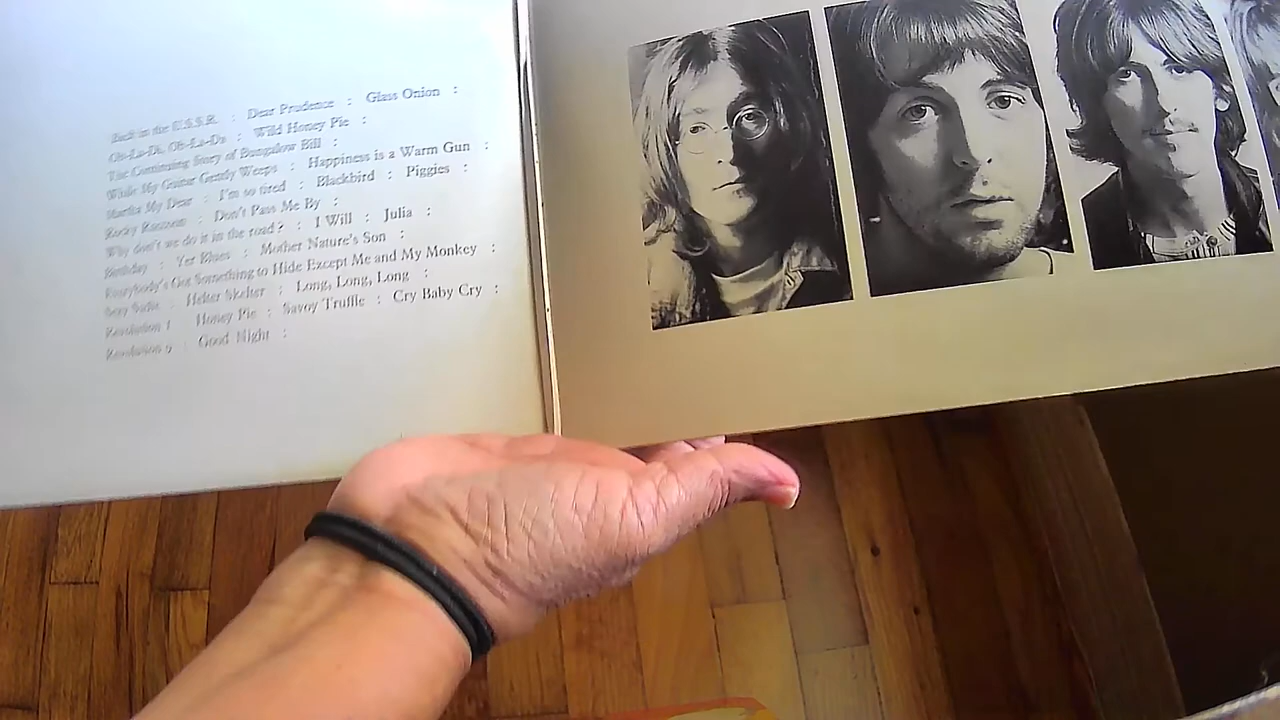 Back in the U.S.S.R. : Dear Prudence : Glass Onion :
Ob-La-Di, Ob-La-Da : Wild Honey Pie :
The Continuing Story of Bungalow Bill :
While My Guitar Gently Weeps : Happiness is a Warm Gun :
Martha My Dear : I'm so tired : Blackbird : Piggies :
Rocky Raccoon : Don't Pass Me By :
Why don't we do it in the road? : I Will : Julia :
Birthday : Yer Blues : Mother Nature's Son :
Everybody's Got Something to Hide Except Me and My Monkey :
Sexy Sadie : Helter Skelter : Long, Long, Long :
Revolution 1 : Honey Pie : Savoy Truffle : Cry Baby Cry :
Revolution 9 : Good Night :